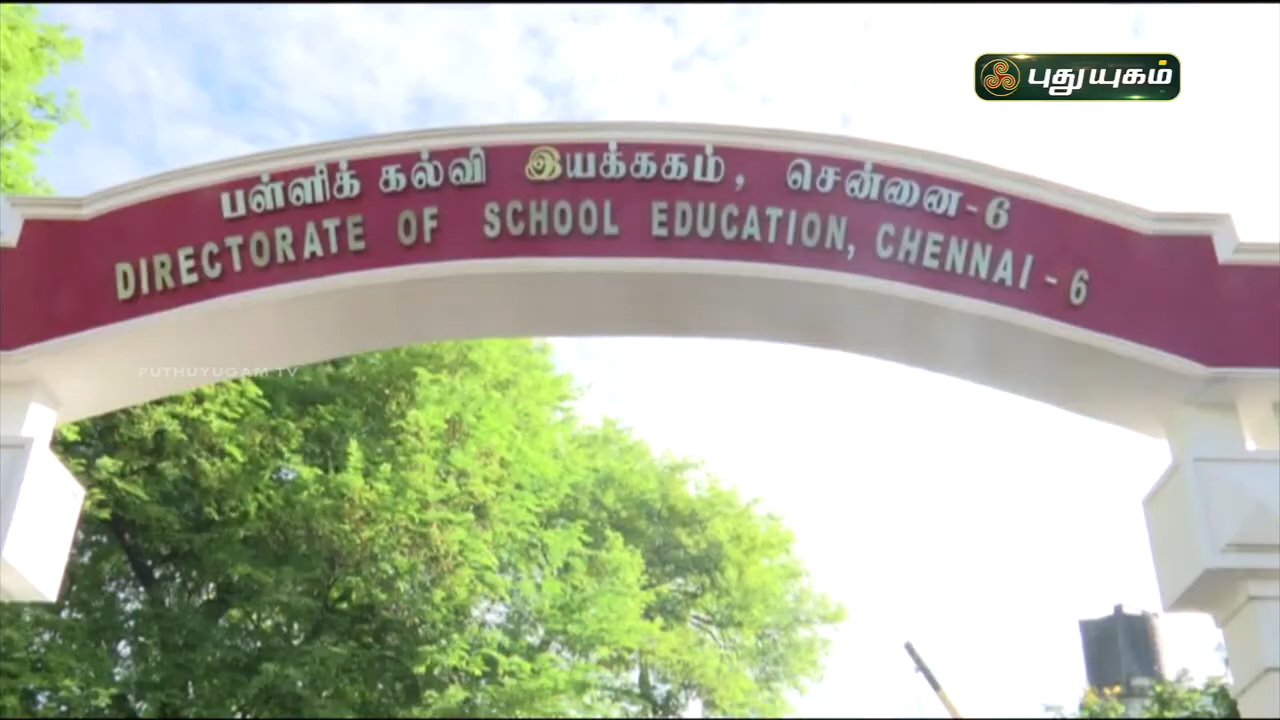 புதுயுகம்
பள்ளிக் கல்வி இயக்ககம், சென்னை-6
DIRECTORATE OF SCHOOL EDUCATION, CHENNAI - 6
PUTHUYUGAM TV